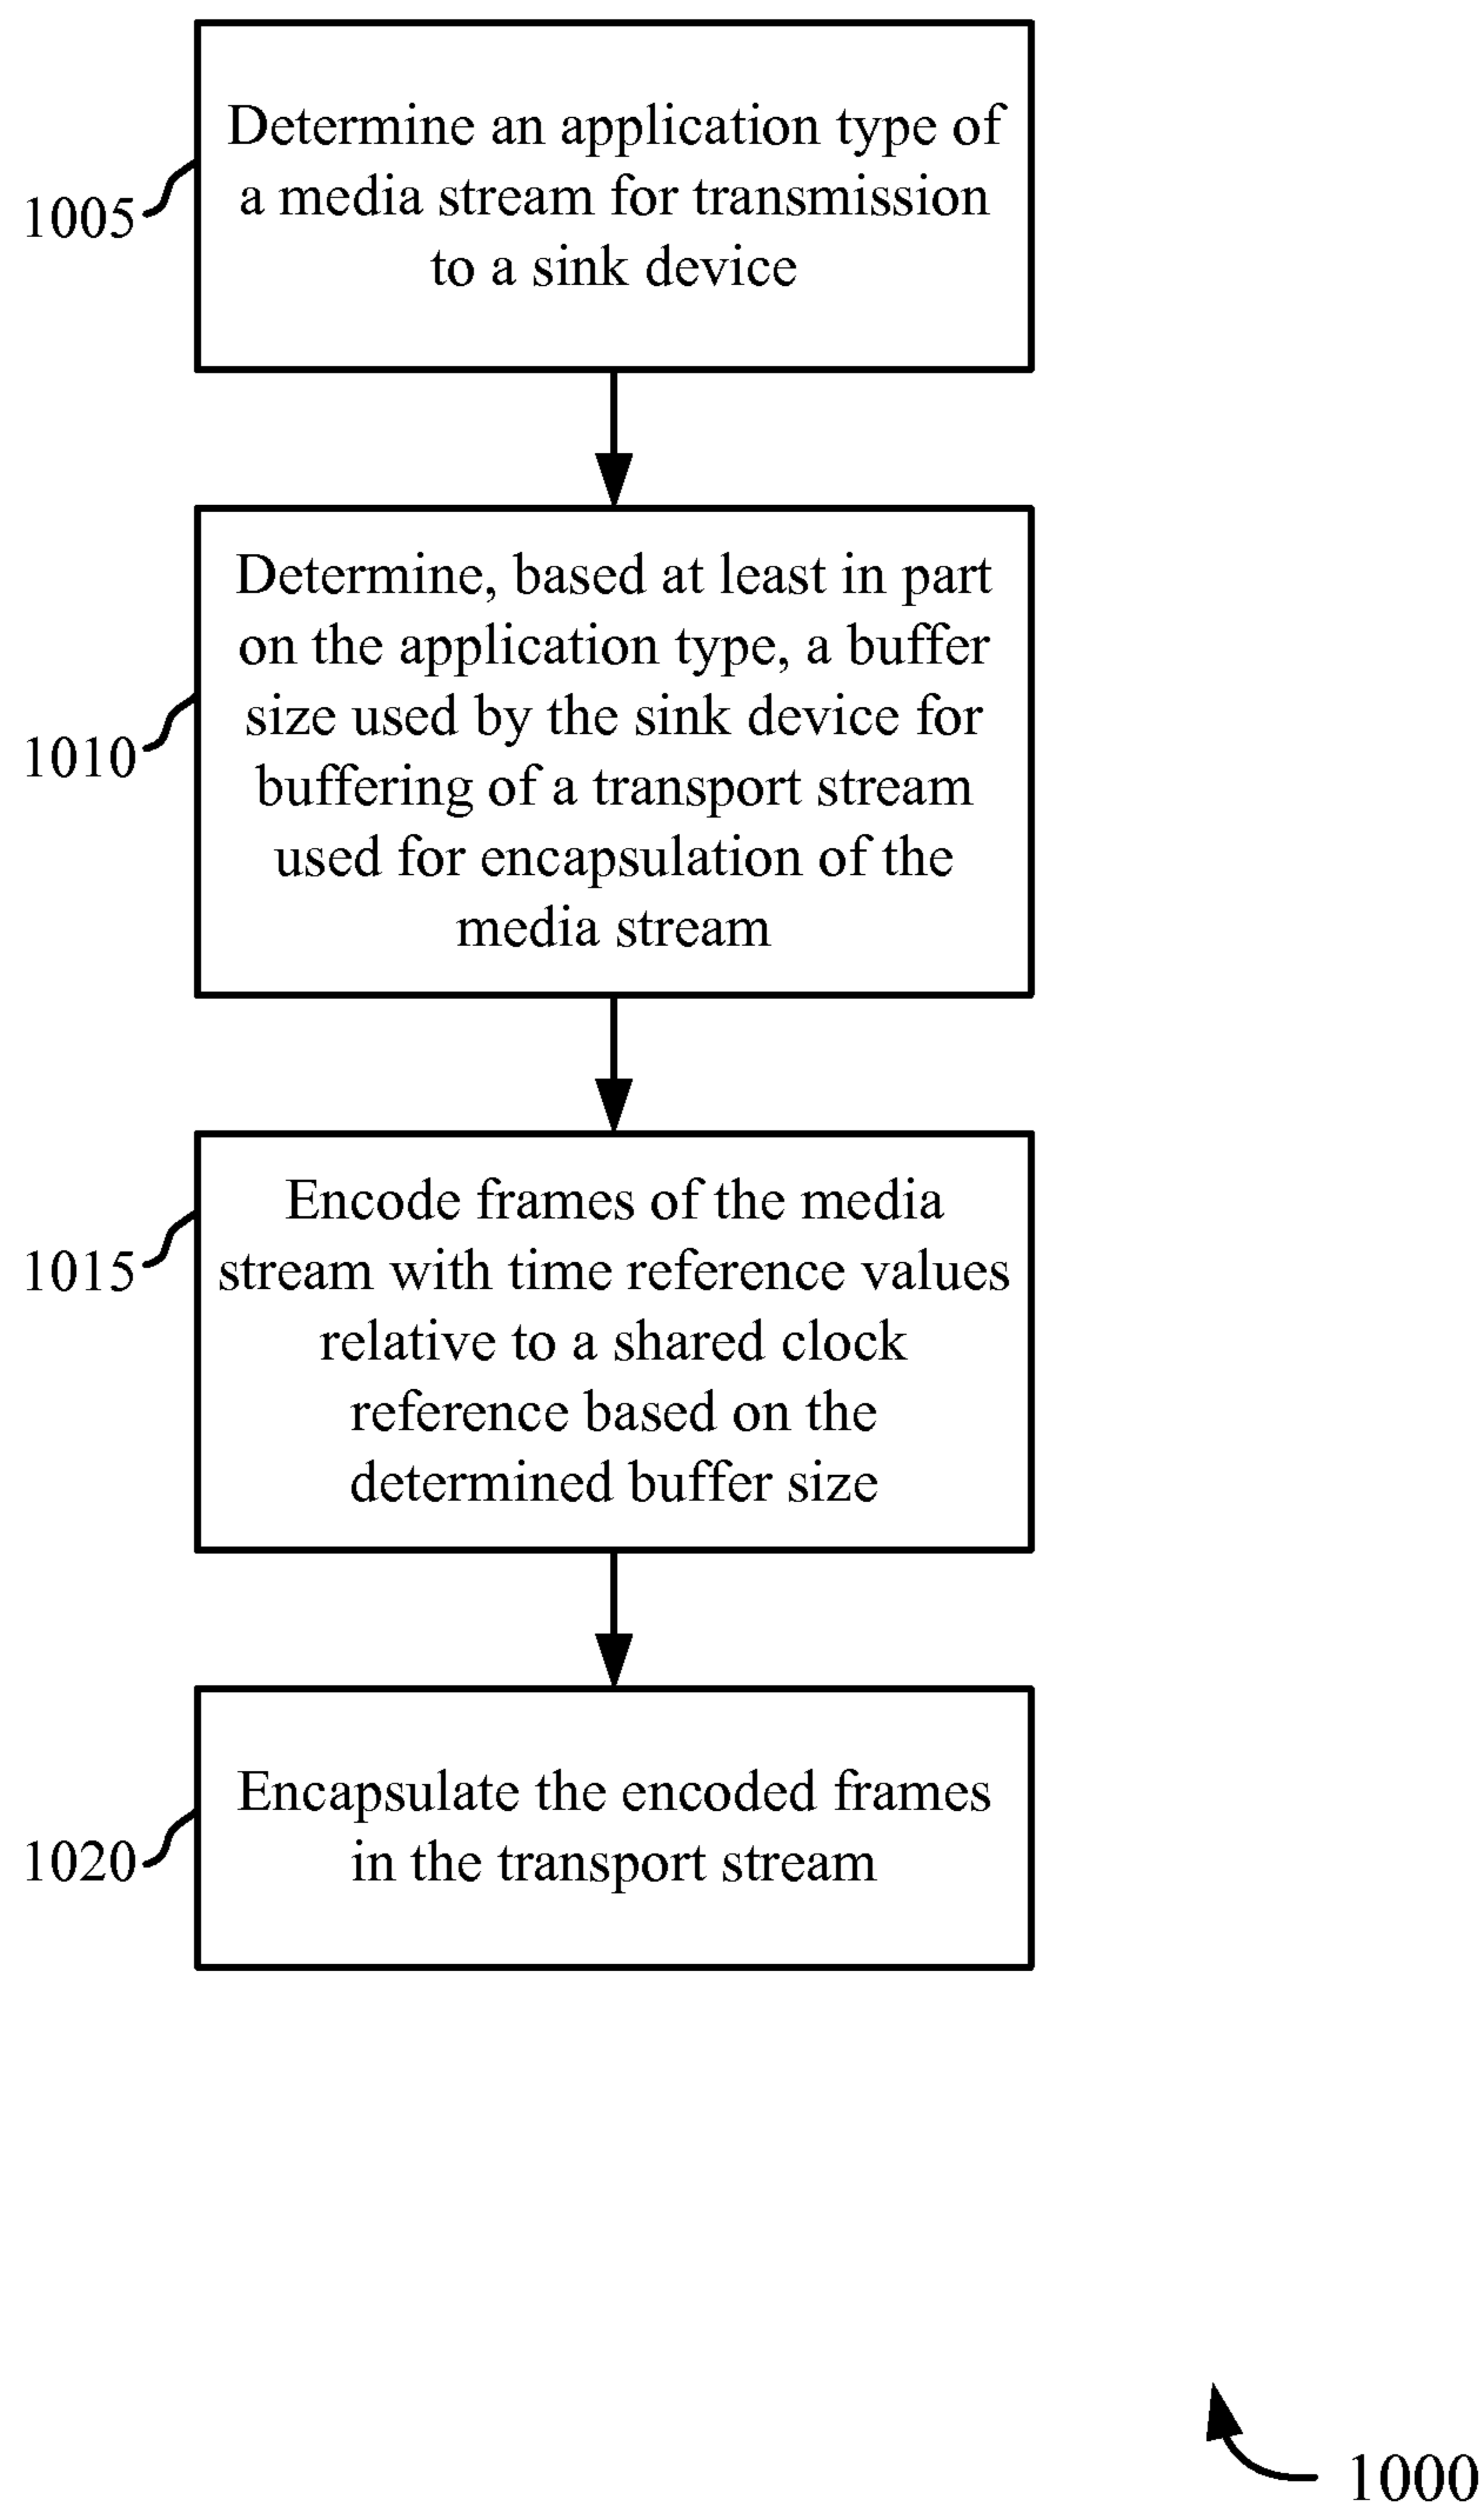 Determine an application type of
a media stream for transmission
to a sink device
1005
Determine, based at least in part
on the application type, a buffer
size used by the sink device for
buffering of a transport stream
used for encapsulation of the
media stream
1010
Encode frames of the media
stream with time reference values
relative to a shared clock
reference based on the
determined buffer size
1015
Encapsulate the encoded frames
in the transport stream
1020
1000